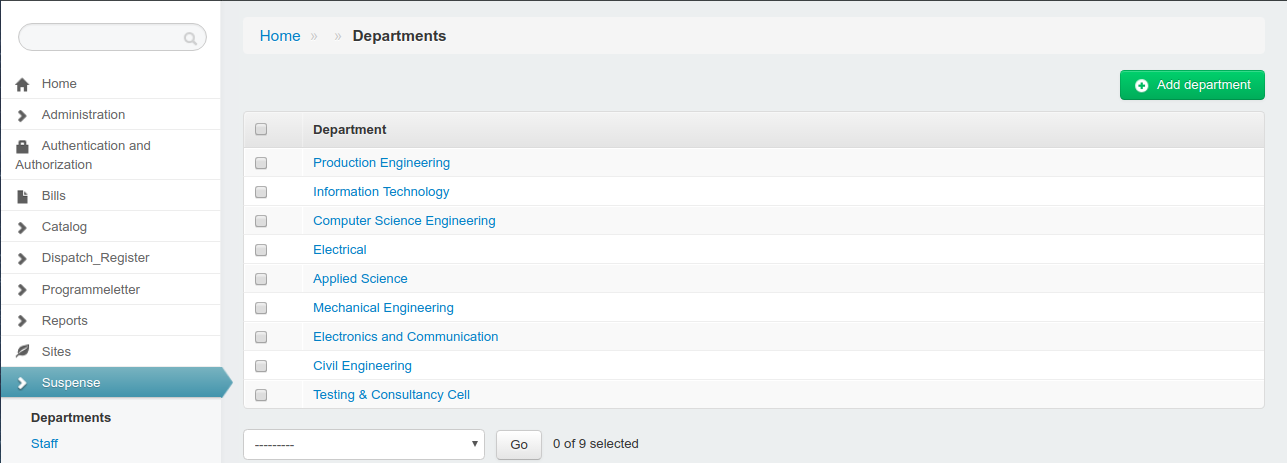 Home
Administration
Authentication and
Authorization
Bills
Catalog
Dispatch_Register
Programmeletter
Reports
Sites
Suspense
Departments
Staff
Home » » Departments
Add department
Department
Production Engineering
Information Technology
Computer Science Engineering
Electrical
Applied Science
Mechanical Engineering
Electronics and Communication
Civil Engineering
Testing & Consultancy Cell
--------- Go 0 of 9 selected